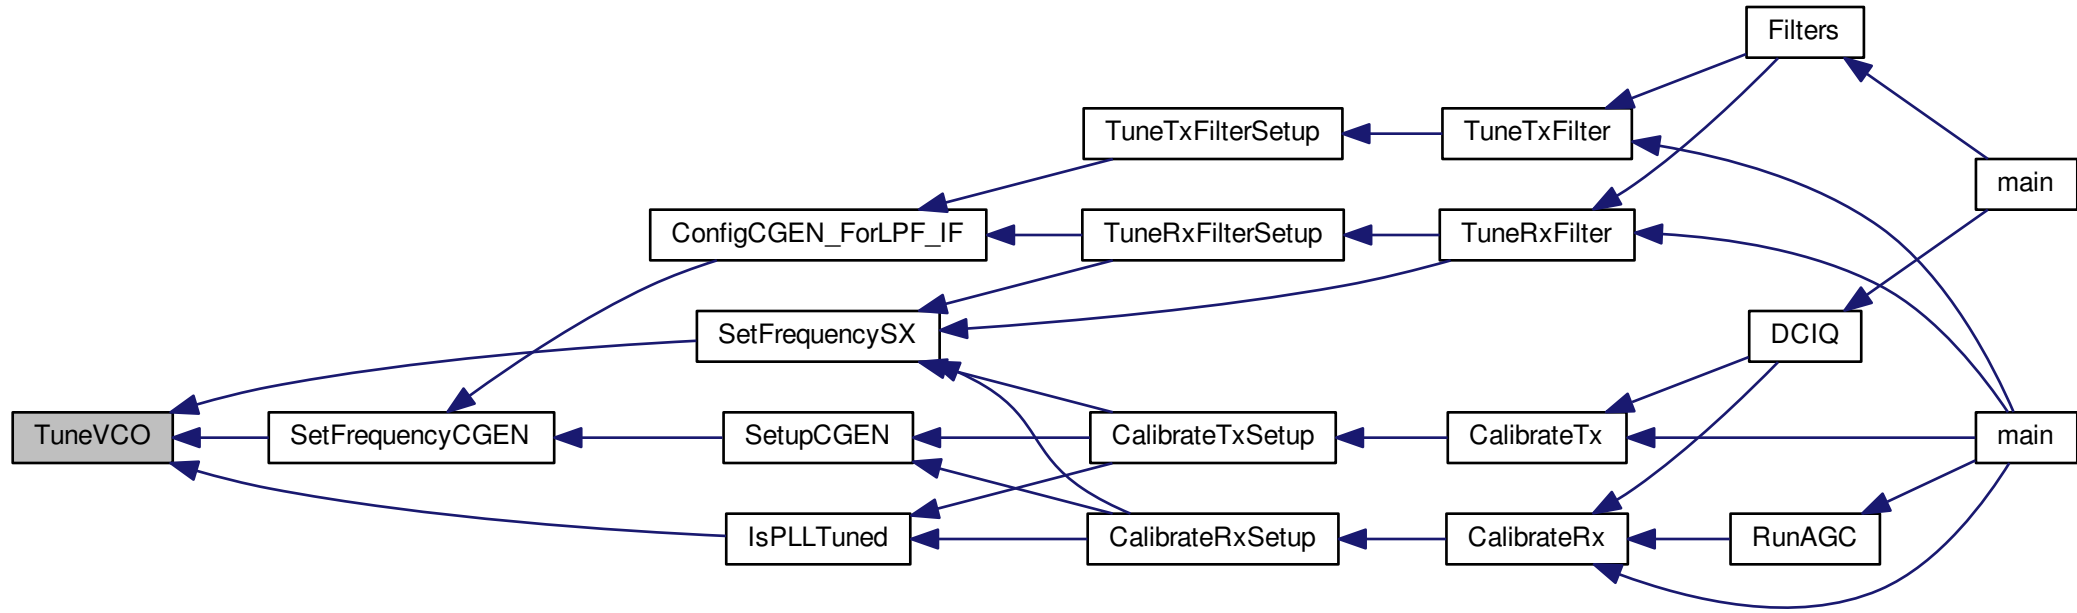 Filters
TuneTxFilterSetup
TuneTxFilter
main
ConfigCGEN_ForLPF_IF
TuneRxFilterSetup
TuneRxFilter
SetFrequencySX
DCIQ
TuneVCO
SetFrequencyCGEN
SetupCGEN
CalibrateTxSetup
CalibrateTx
main
IsPLLTuned
CalibrateRxSetup
CalibrateRx
RunAGC